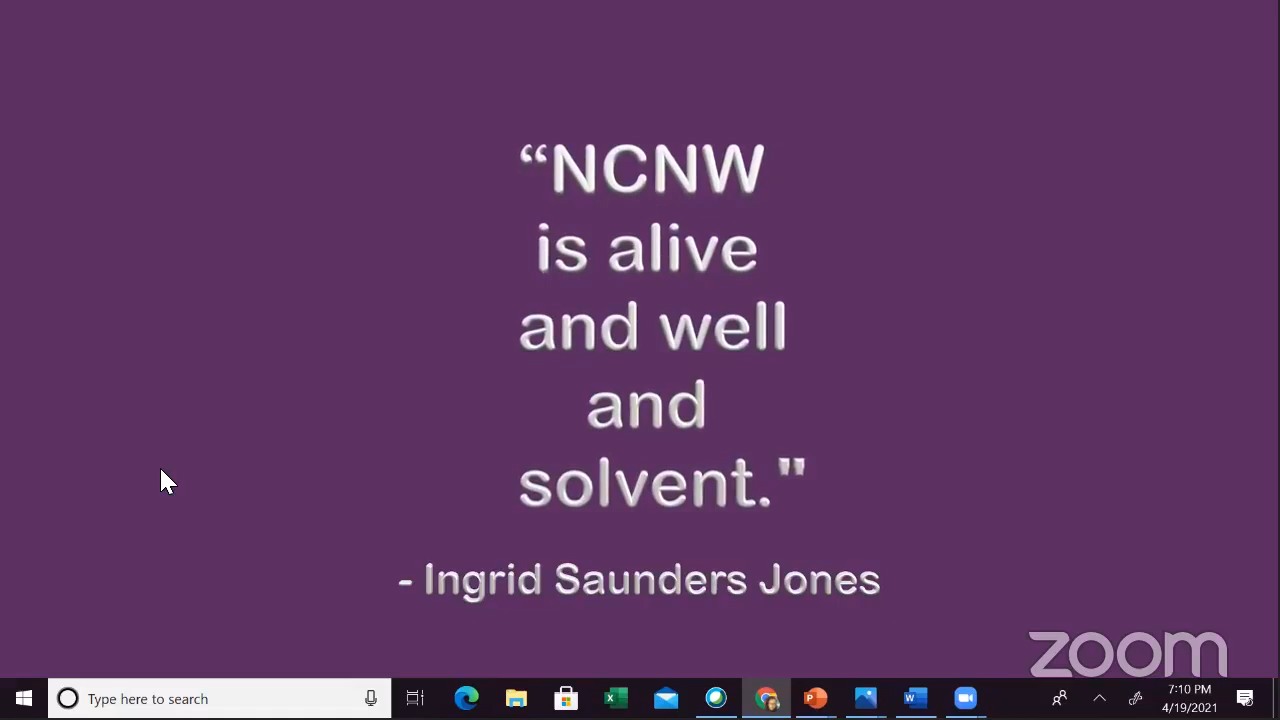 “NCNW
is alive
and well
and
solvent."
- Ingrid Saunders Jones
zoom
Type here to search
7:10 PM
4/19/2021